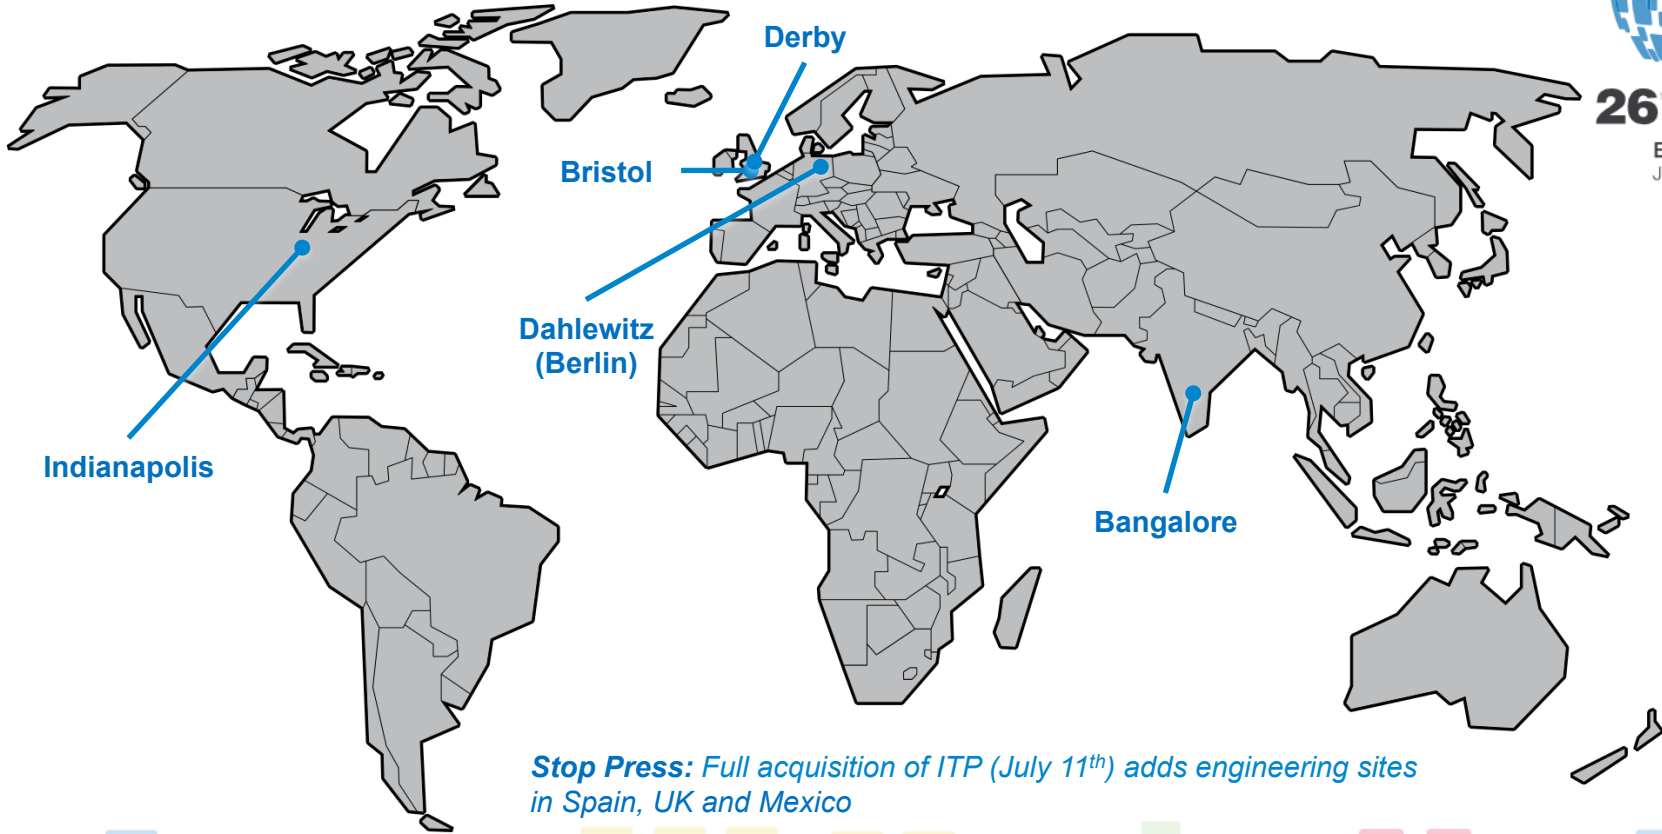 Derby
26
Bristol
Dahlewitz
(Berlin)
Indianapolis
Bangalore
Stop Press: Full acquisition of ITP (July 11th) adds engineering sites
in Spain, UK and Mexico